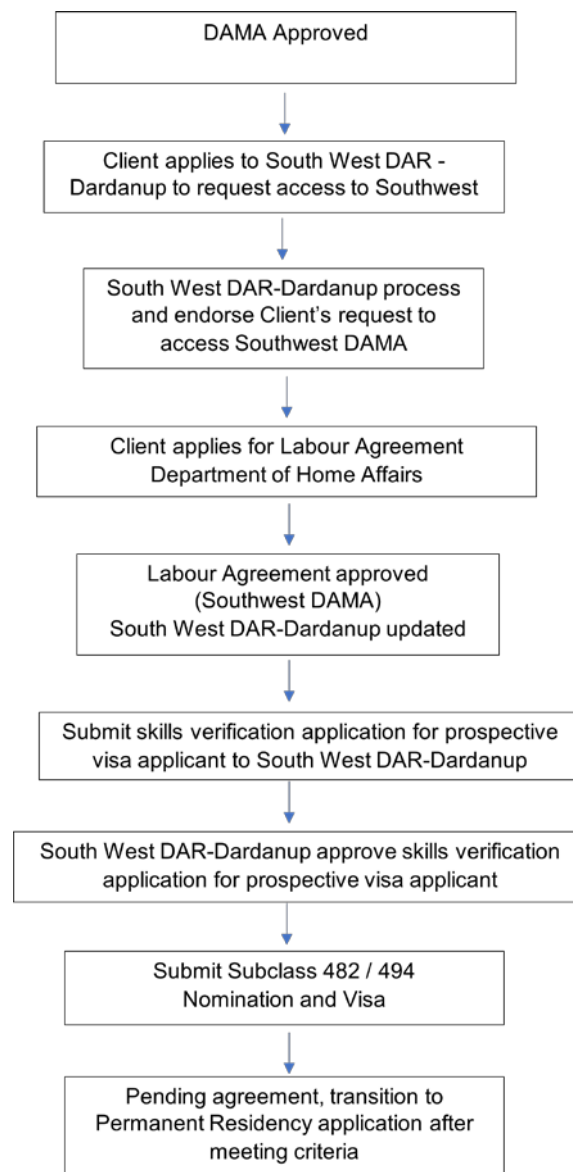 DAMA Approved
Client applies to South West DAR -
Dardanup to request access to Southwest
South West DAR-Dardanup process
and endorse Client's request to
access Southwest DAMA
Client applies for Labour Agreement
Department of Home Affairs
Labour Agreement approved
(Southwest DAMA)
South West DAR-Dardanup updated
Submit skills verification application for prospective
visa applicant to South West DAR-Dardanup
South West DAR-Dardanup approve skills verification
application for prospective visa applicant
Submit Subclass 482 / 494
Nomination and Visa
Pending agreement, transition to
Permanent Residency application after
meeting criteria